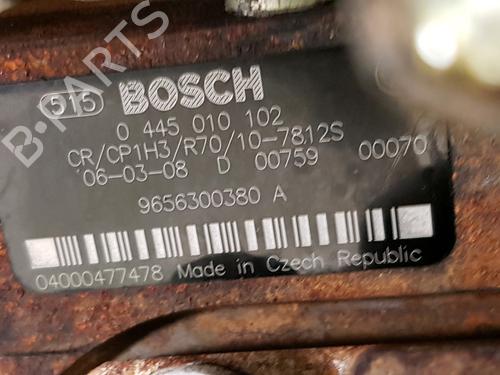 515 BOSCH
0 445 010 102
CR/CP1H3/R70/10-7812S
06-03-08 D 00759 00070
9656300380 A
04000477478 Made in Czech Republic
B-PARTS